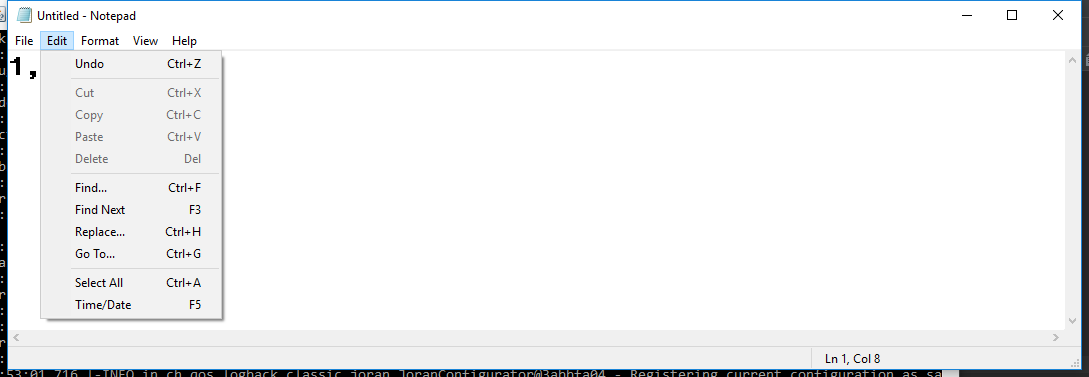 Untitled - Notepad
File Edit Format View Help
1,
Undo Ctrl+Z
Cut Ctrl+X
Copy Ctrl+C
Paste Ctrl+V
Delete Del
Find... Ctrl+F
Find Next F3
Replace... Ctrl+H
Go To... Ctrl+G
Select All Ctrl+A
Time/Date F5
Ln 1, Col 8
:53:01,716 |-INFO in ch.qos.logback.classic.joran.JoranConfigurator@3abbfa04 - Registering current configuration as sa